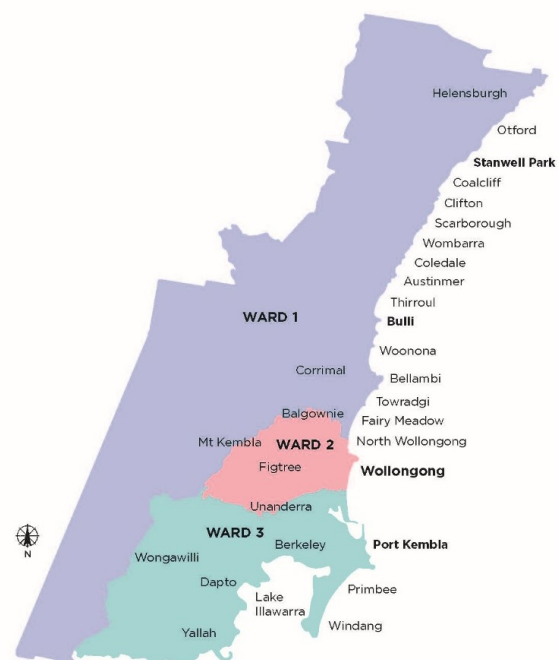 Helensburgh
Otford
Stanwell Park
Coalcliff
Clifton
Scarborough
Wombarra
Coledale
Austinmer
Thirroul
WARD 1
Bulli
Woonona
Corrimal
Bellambi
Towradgi
Balgownie
Fairy Meadow
Mt Kembla
WARD 2
North Wollongong
Figtree
Wollongong
Unanderra
WARD 3
N
Wongawilli
Berkeley
Port Kembla
Dapto
Primbee
Lake
Illawarra
Yallah
Windang